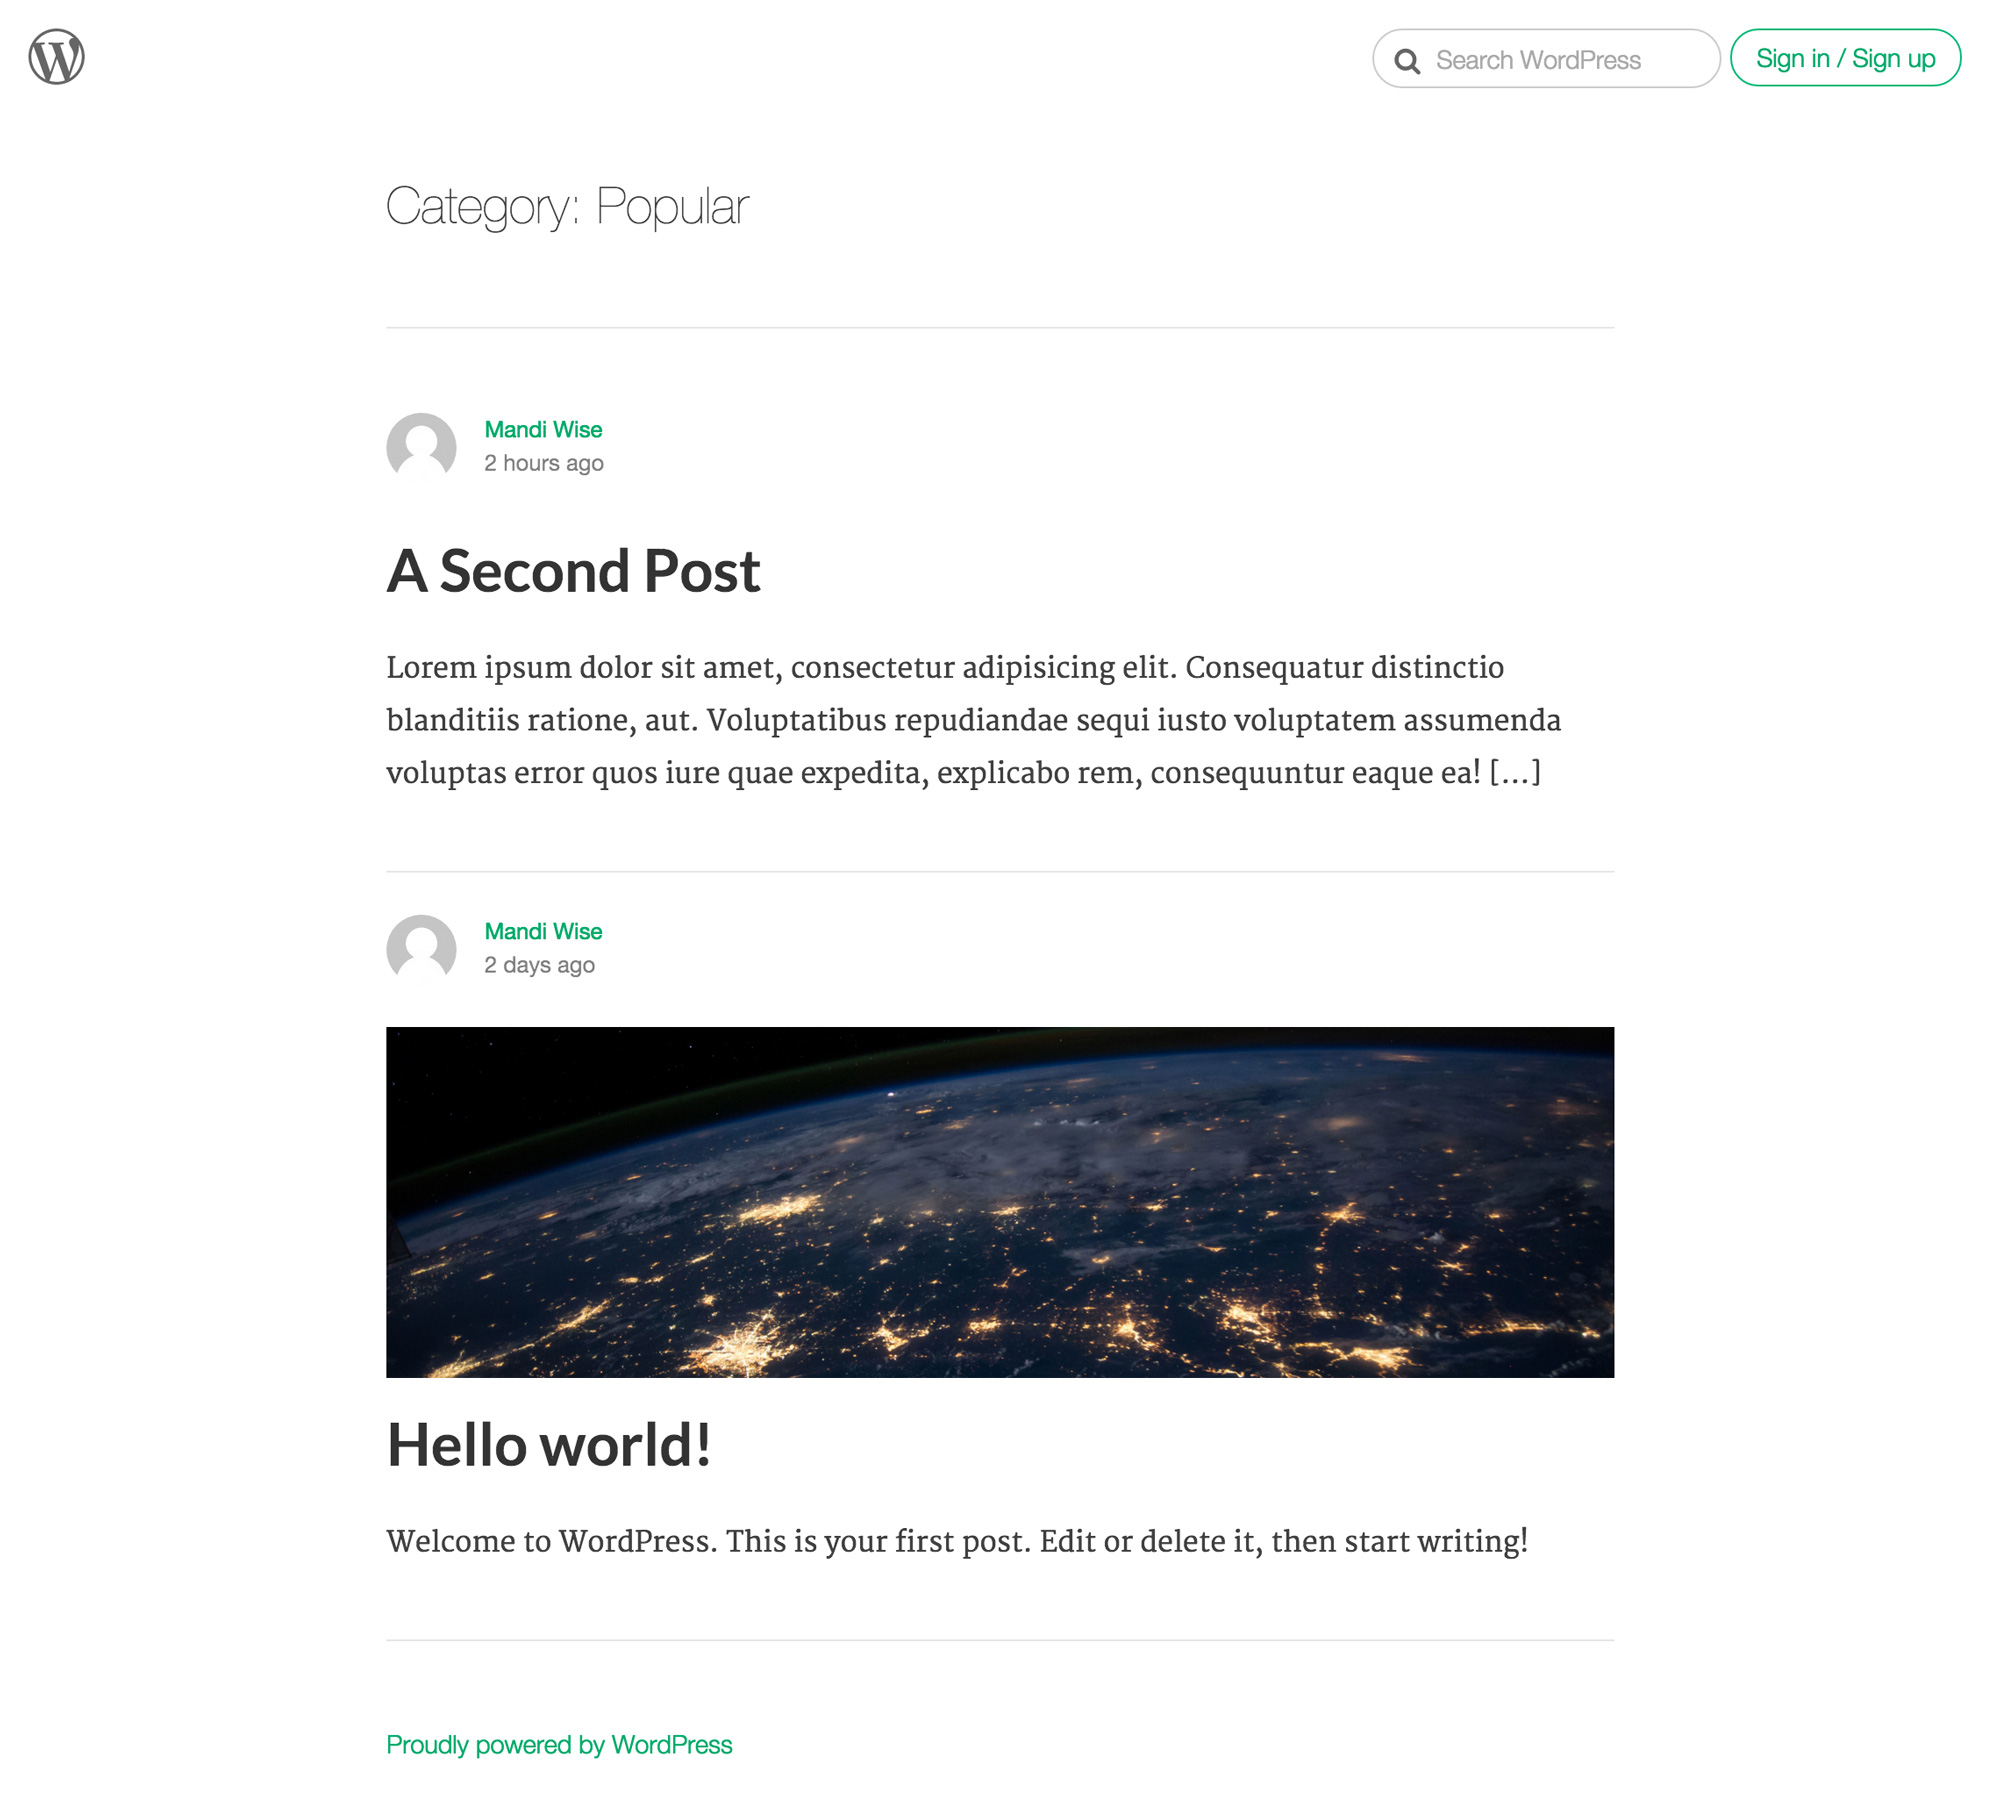 Search WordPress
Sign in / Sign up
Category: Popular
Mandi Wise
2 hours ago
A Second Post
Lorem ipsum dolor sit amet, consectetur adipisicing elit. Consequatur distinctio
blanditiis ratione, aut. Voluptatibus repudiandae sequi iusto voluptatem assumenda
voluptas error quos iure quae expedita, explicabo rem, consequuntur eaque ea! [...]
Mandi Wise
2 days ago
Hello world!
Welcome to WordPress. This is your first post. Edit or delete it, then start writing!
Proudly powered by WordPress